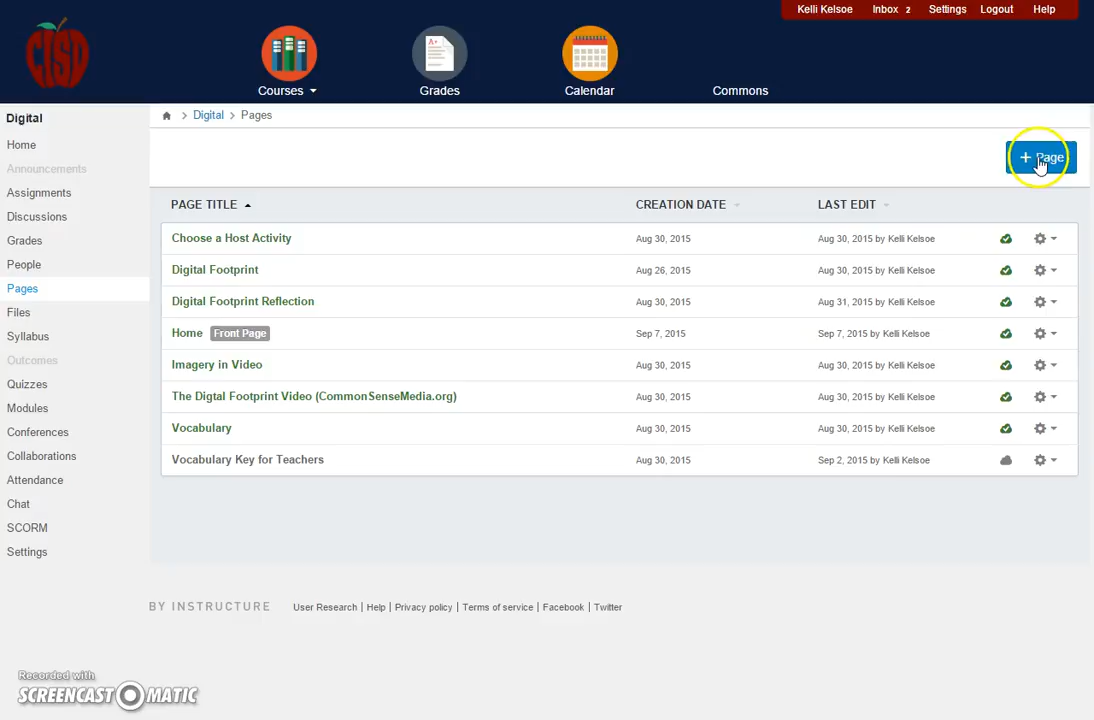 Kelli Kelsoe Inbox 2 Settings Logout Help
CISD
Courses Grades Calendar Commons
Digital
Digital Pages
Home
Announcements
Assignments
Discussions
Grades
People
Pages
Files
Syllabus
Outcomes
Quizzes
Modules
Conferences
Collaborations
Attendance
Chat
SCORM
Settings
+ Page
PAGE TITLE CREATION DATE LAST EDIT
Choose a Host Activity Aug 30, 2015 Aug 30, 2015 by Kelli Kelsoe
Digital Footprint Aug 26, 2015 Aug 30, 2015 by Kelli Kelsoe
Digital Footprint Reflection Aug 30, 2015 Aug 31, 2015 by Kelli Kelsoe
Home Front Page Sep 7, 2015 Sep 7, 2015 by Kelli Kelsoe
Imagery in Video Aug 30, 2015 Aug 30, 2015 by Kelli Kelsoe
The Digtal Footprint Video (CommonSenseMedia.org) Aug 30, 2015 Aug 30, 2015 by Kelli Kelsoe
Vocabulary Aug 30, 2015 Aug 30, 2015 by Kelli Kelsoe
Vocabulary Key for Teachers Aug 30, 2015 Sep 2, 2015 by Kelli Kelsoe
BY INSTRUCTURE User Research | Help | Privacy policy | Terms of service | Facebook | Twitter
Recorded with
SCREENCAST-O-MATIC